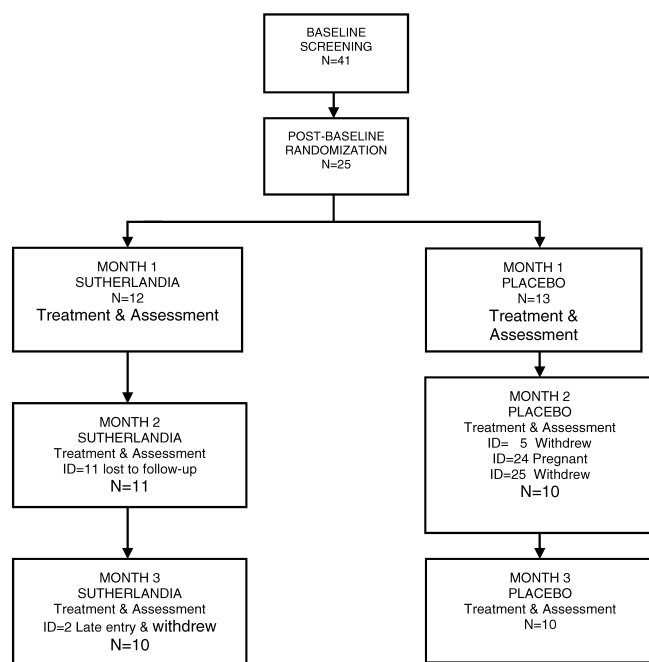 BASELINE
SCREENING
N=41
POST-BASELINE
RANDOMIZATION
N=25
MONTH 1
SUTHERLANDIA
N=12
Treatment & Assessment
MONTH 1
PLACEBO
N=13
Treatment &
Assessment
MONTH 2
SUTHERLANDIA
Treatment & Assessment
ID=11 lost to follow-up
N=11
MONTH 2
PLACEBO
Treatment & Assessment
ID= 5 Withdrew
ID=24 Pregnant
ID=25 Withdrew
N=10
MONTH 3
SUTHERLANDIA
Treatment & Assessment
ID=2 Late entry & withdrew
N=10
MONTH 3
PLACEBO
Treatment & Assessment
N=10